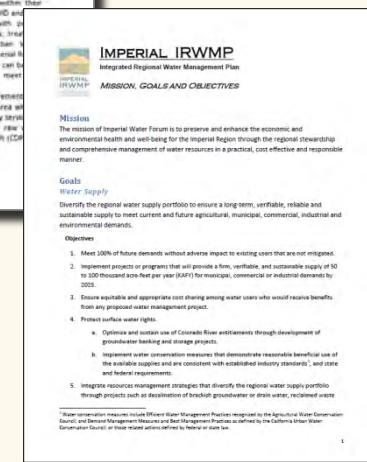 IMPERIAL IRWMP
Integrated Regional Water Management Plan
IMPERIAL
IRWMP
MISSION, GOALS AND OBJECTIVES
Mission
The mission of Imperial Water Forum is to preserve and enhance the economic and
environmental health and well-being for the Imperial Region through the regional stewardship
and comprehensive management of water resources in a practical, cost effective and responsible
manner.
Goals
Water Supply
Diversify the regional water supply portfolio to ensure a long-term, verifiable, reliable and
sustainable supply to meet current and future agricultural, municipal, commercial, industrial and
environmental demands.
Objectives
1. Meet 100% of future demands without adverse impact to existing users that are not mitigated.
2. Implement projects or programs that will provide a firm, verifiable, and sustainable supply of 50
to 100 thousand acre-feet per year (KAFY) for municipal, commercial or industrial demands by
2025.
3. Ensure equitable and appropriate cost sharing among water users who would receive benefits
from any proposed water management project.
4. Protect surface water rights.
a. Optimize and sustain use of Colorado River entitlements through development of
groundwater banking and storage projects.
b. Implement water conservation measures that demonstrate reasonable beneficial use of
the available supplies and are consistent with established industry standards1, and state
and federal requirements.
5. Integrate resources management strategies that diversify the regional water supply portfolio
through projects such as desalination of brackish groundwater or drain water, reclaimed waste
1 Water conservation measures include Efficient Water Management Practices recognized by the Agricultural Water Conservation
Council; and Demand Management Measures and Best Management Practices as defined by the California Urban Water
Conservation Council; or those related actions defined by federal or state law.
1